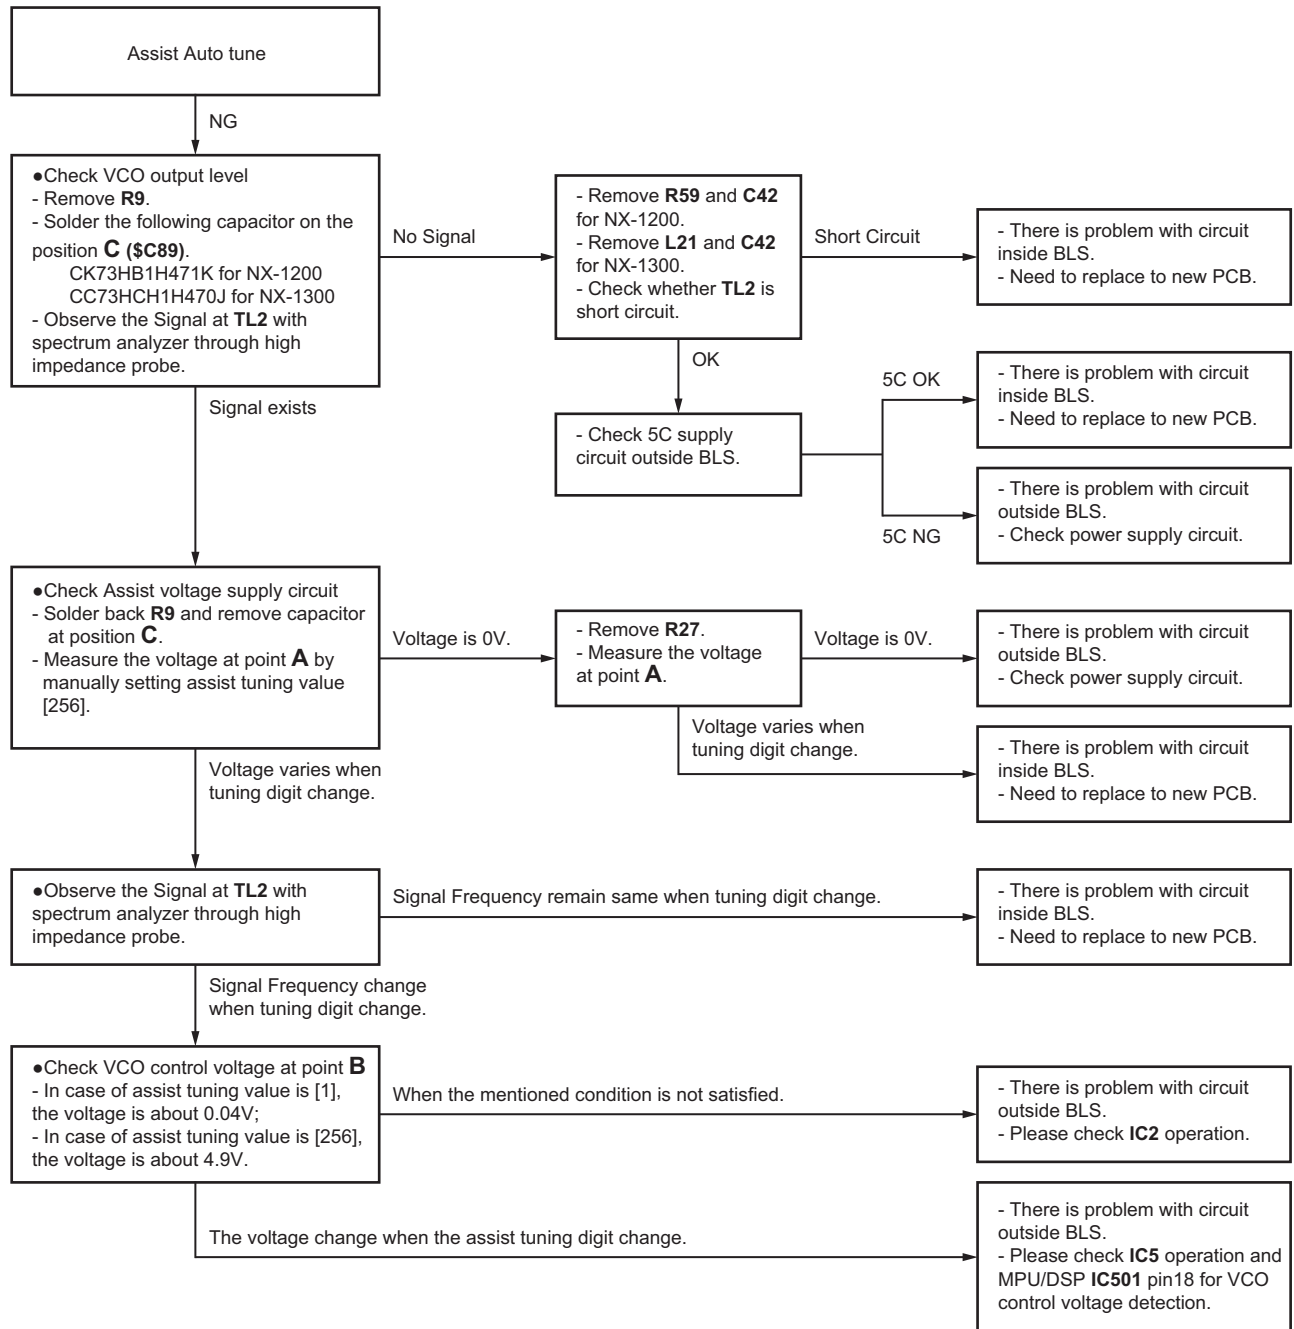 Assist Auto tune
NG
●Check VCO output level
- Remove R9.
- Solder the following capacitor on the
position C ($C89).
CK73HB1H471K for NX-1200
CC73HCH1H470J for NX-1300
- Observe the Signal at TL2 with
spectrum analyzer through high
impedance probe.
No Signal
- Remove R59 and C42
for NX-1200.
- Remove L21 and C42
for NX-1300.
- Check whether TL2 is
short circuit.
Short Circuit
- There is problem with circuit
inside BLS.
- Need to replace to new PCB.
OK
- Check 5C supply
circuit outside BLS.
5C OK
- There is problem with circuit
inside BLS.
- Need to replace to new PCB.
5C NG
- There is problem with circuit
outside BLS.
- Check power supply circuit.
Signal exists
●Check Assist voltage supply circuit
- Solder back R9 and remove capacitor
at position C.
- Measure the voltage at point A by
manually setting assist tuning value
[256].
Voltage is 0V.
- Remove R27.
- Measure the voltage
at point A.
Voltage is 0V.
- There is problem with circuit
outside BLS.
- Check power supply circuit.
Voltage varies when
tuning digit change.
- There is problem with circuit
inside BLS.
- Need to replace to new PCB.
Voltage varies when
tuning digit change.
●Observe the Signal at TL2 with
spectrum analyzer through high
impedance probe.
Signal Frequency remain same when tuning digit change.
- There is problem with circuit
inside BLS.
- Need to replace to new PCB.
Signal Frequency change
when tuning digit change.
●Check VCO control voltage at point B
- In case of assist tuning value is [1],
the voltage is about 0.04V;
- In case of assist tuning value is [256],
the voltage is about 4.9V.
When the mentioned condition is not satisfied.
- There is problem with circuit
outside BLS.
- Please check IC2 operation.
The voltage change when the assist tuning digit change.
- There is problem with circuit
outside BLS.
- Please check IC5 operation and
MPU/DSP IC501 pin18 for VCO
control voltage detection.